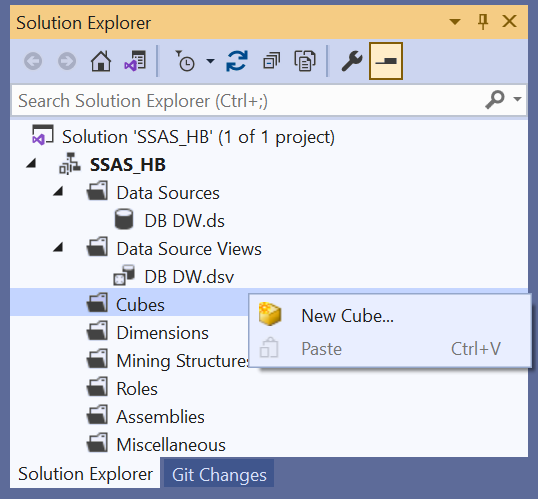 Solution Explorer
Search Solution Explorer (Ctrl+;)
Solution 'SSAS_HB' (1 of 1 project)
SSAS_HB
Data Sources
DB DW.ds
Data Source Views
DB DW.dsv
Cubes
New Cube...
Dimensions
Paste Ctrl+V
Mining Structures
Roles
Assemblies
Miscellaneous
Solution Explorer Git Changes